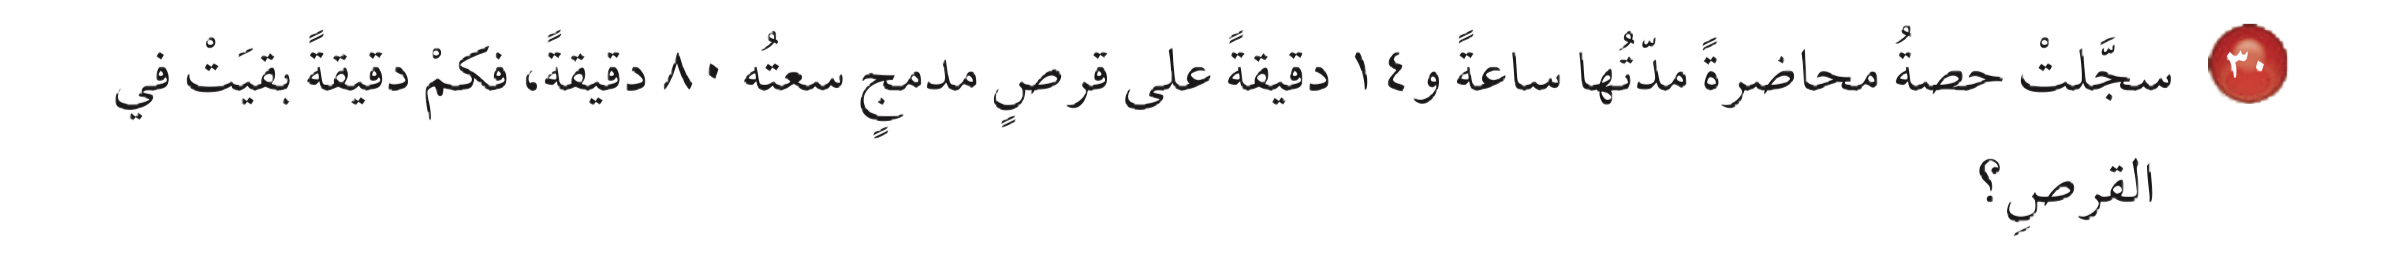 ٣٠ سجَّلتْ حصةُ محاضرةً مدّتُها ساعةً و١٤ دقيقةً على قرصٍ مدمجٍ سعتُه ٨٠ دقيقةً، فكمْ دقيقةً بقيَتْ في
القرصِ؟